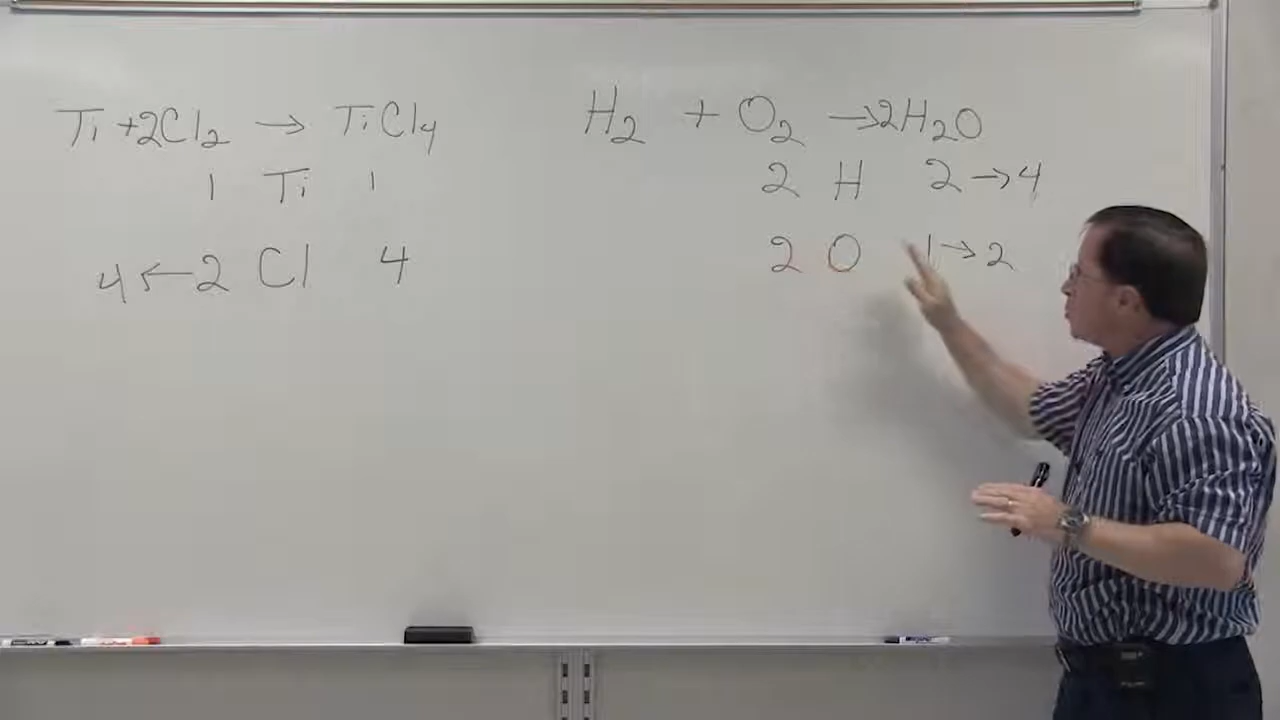 Ti + 2Cl₂ → TiCl₄
1 Ti 1
4 ← 2 Cl 4
H₂ + O₂ → 2H₂O
2 H 2 → 4
2 O 1 → 2